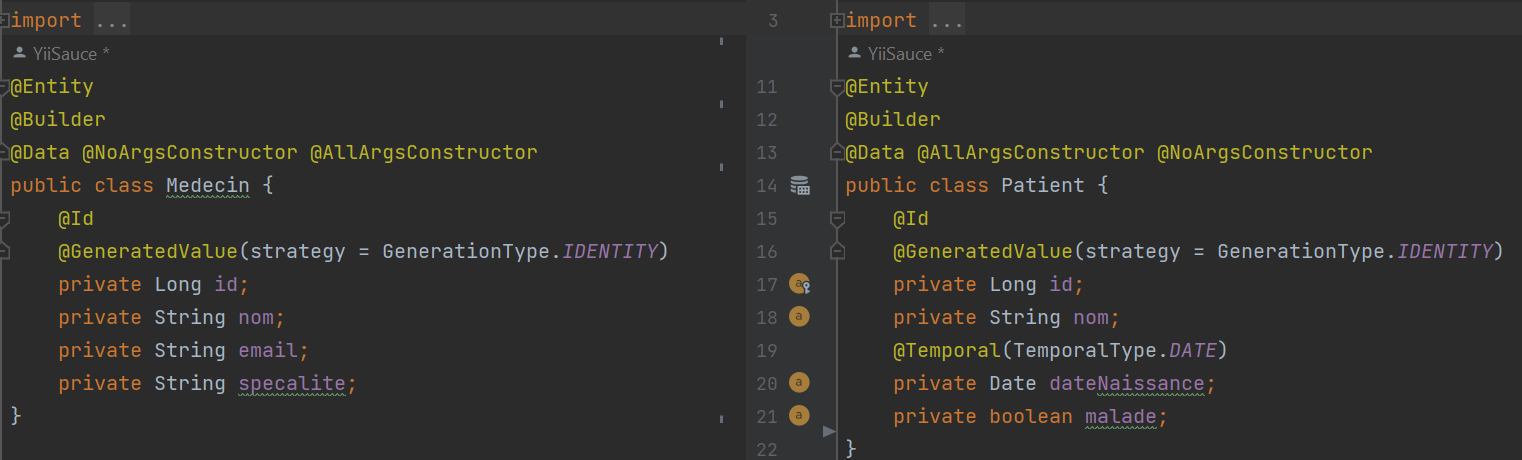 import ...
YiiSauce *
@Entity
@Builder
@Data @NoArgsConstructor @AllArgsConstructor
public class Medecin {
@Id
@GeneratedValue(strategy = GenerationType.IDENTITY)
private Long id;
private String nom;
private String email;
private String specalite;
}
3 import ...
YiiSauce *
11 @Entity
12 @Builder
13 @Data @AllArgsConstructor @NoArgsConstructor
14 public class Patient {
15 @Id
16 @GeneratedValue(strategy = GenerationType.IDENTITY)
17 a private Long id;
18 a private String nom;
19 @Temporal(TemporalType.DATE)
20 a private Date dateNaissance;
21 a private boolean malade;
22 }